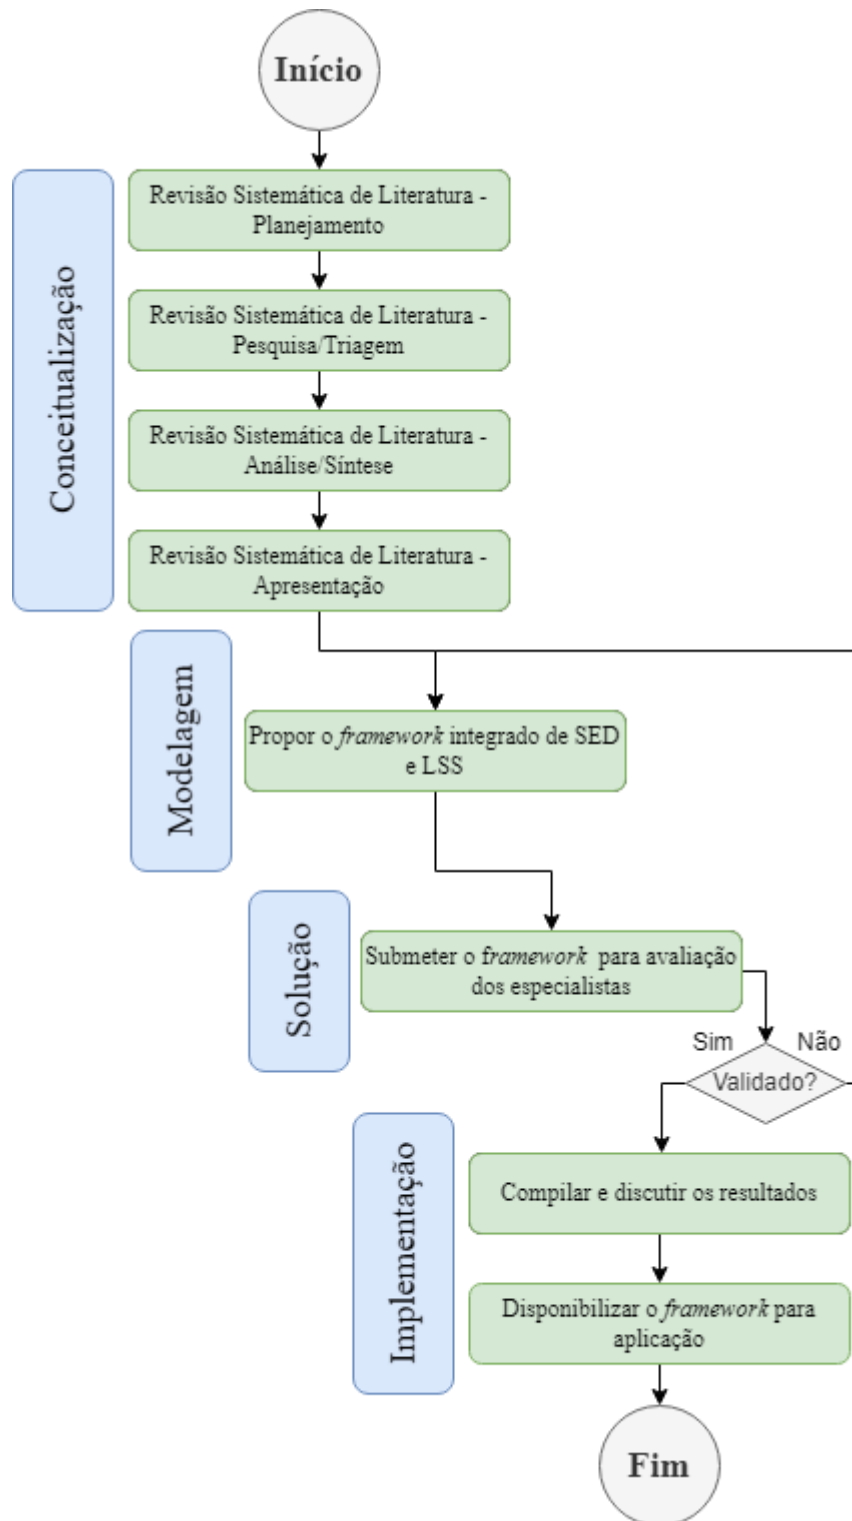 Início
Conceitualização
Revisão Sistemática de Literatura -
Planejamento
Revisão Sistemática de Literatura -
Pesquisa/Triagem
Revisão Sistemática de Literatura -
Análise/Síntese
Revisão Sistemática de Literatura -
Apresentação
Modelagem
Propor o framework integrado de SED
e LSS
Solução
Submeter o framework para avaliação
dos especialistas
Sim
Não
Validado?
Implementação
Compilar e discutir os resultados
Disponibilizar o framework para
aplicação
Fim